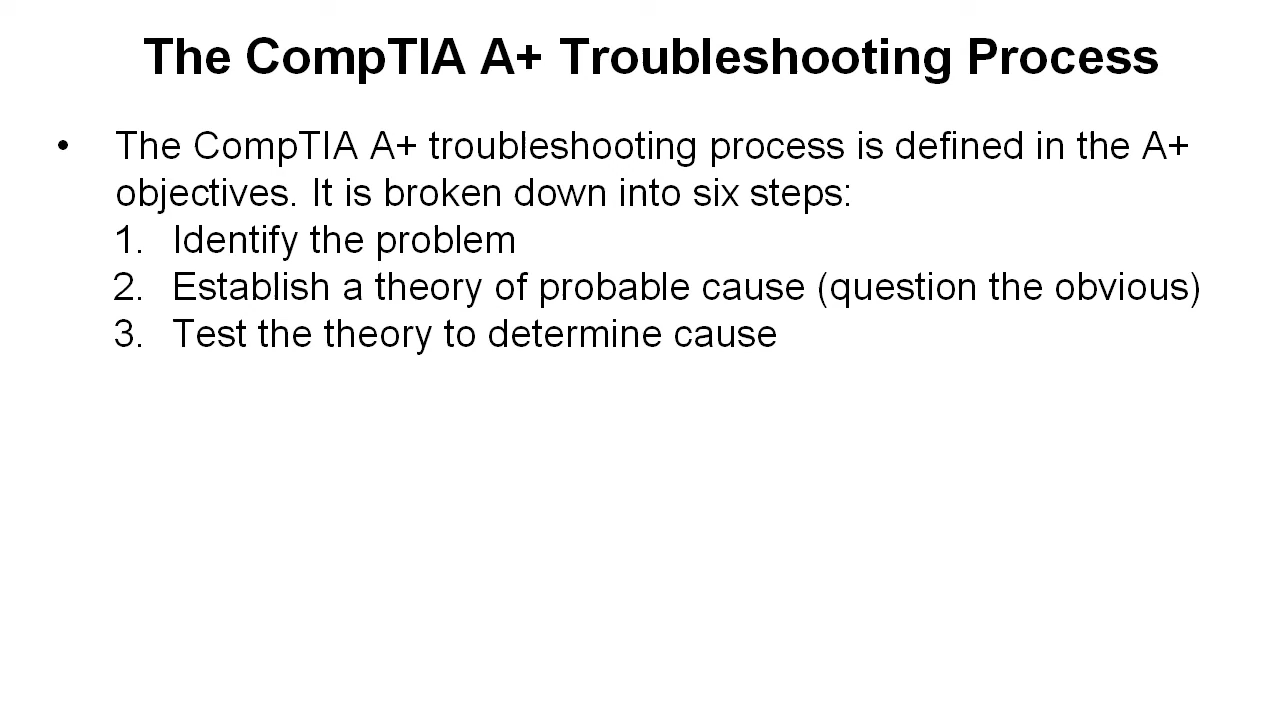 The CompTIA A+ Troubleshooting Process
• The CompTIA A+ troubleshooting process is defined in the A+
objectives. It is broken down into six steps:
1. Identify the problem
2. Establish a theory of probable cause (question the obvious)
3. Test the theory to determine cause